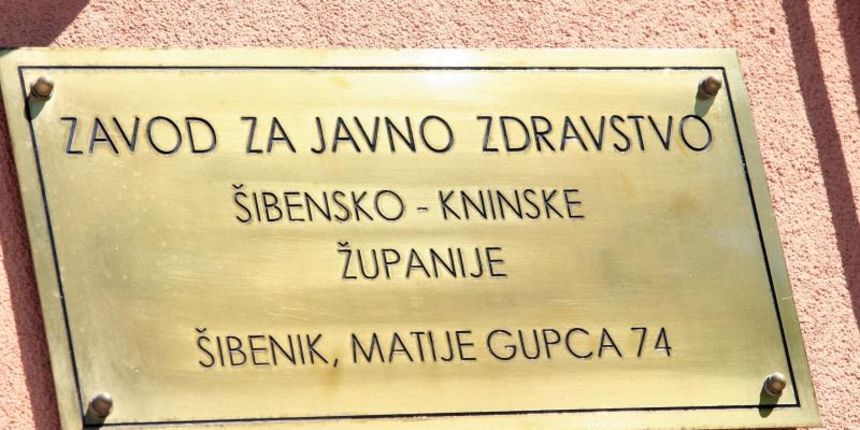 ZAVOD ZA JAVNO ZDRAVSTVO
ŠIBENSKO - KNINSKE
ŽUPANIJE
ŠIBENIK, MATIJE GUPCA 74